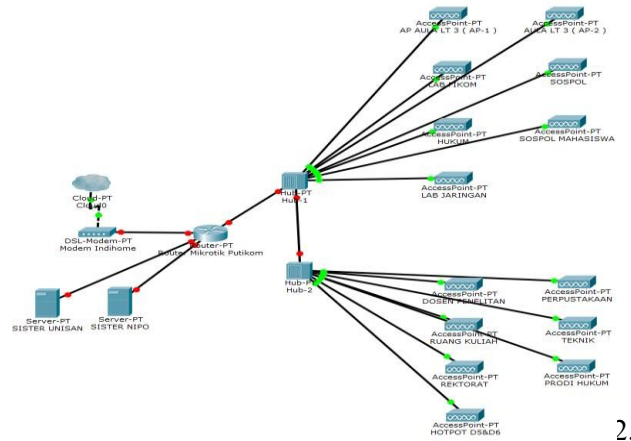 AccessPoint-PT
AP AULA LT 3 ( AP-1 )
AccessPoint-PT
AULA LT 3 ( AP-2 )
AccessPoint-PT
LAB FIKOM
AccessPoint-PT
SOSPOL
AccessPoint-PT
HUKUM
AccessPoint-PT
SOSPOL MAHASISWA
AccessPoint-PT
LAB JARINGAN
Hub-PT
Hub-1
Cloud-PT
Cloud0
DSL-Modem-PT
Modem Indihome
Router-PT
Router Mikrotik Putikom
Server-PT
SISTER UNISAN
Server-PT
SISTER NIPO
Hub-PT
Hub-2
AccessPoint-PT
DOSEN PENELITAN
AccessPoint-PT
PERPUSTAKAAN
AccessPoint-PT
RUANG KULIAH
AccessPoint-PT
TEKNIK
AccessPoint-PT
REKTORAT
AccessPoint-PT
PRODI HUKUM
AccessPoint-PT
HOTPOT DS&D6
2.